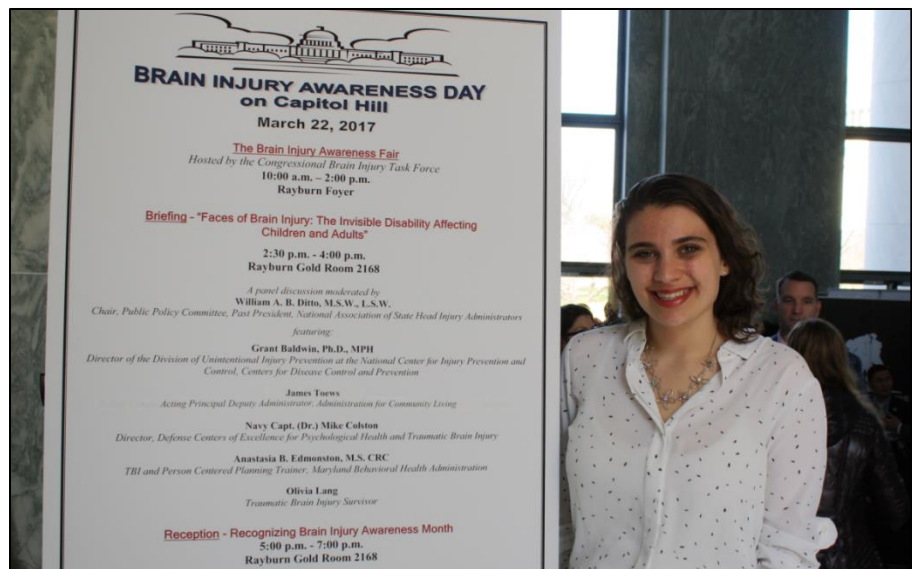 BRAIN INJURY AWARENESS DAY
on Capitol Hill
March 22, 2017
The Brain Injury Awareness Fair
Hosted by the Congressional Brain Injury Task Force
10:00 a.m. – 2:00 p.m.
Rayburn Foyer
Briefing - "Faces of Brain Injury: The Invisible Disability Affecting
Children and Adults"
2:30 p.m. - 4:00 p.m.
Rayburn Gold Room 2168
A panel discussion moderated by
William A. B. Ditto, M.S.W., L.S.W.
Chair, Public Policy Committee, Past President, National Association of State Head Injury Administrators
featuring:
Grant Baldwin, Ph.D., MPH
Director of the Division of Unintentional Injury Prevention at the National Center for Injury Prevention and
Control, Centers for Disease Control and Prevention
James Toews
Acting Principal Deputy Administrator, Administration for Community Living
Navy Capt. (Dr.) Mike Colston
Director, Defense Centers of Excellence for Psychological Health and Traumatic Brain Injury
Anastasia B. Edmonston, M.S. CRC
TBI and Person Centered Planning Trainer, Maryland Behavioral Health Administration
Olivia Lang
Traumatic Brain Injury Survivor
Reception - Recognizing Brain Injury Awareness Month
5:00 p.m. - 7:00 p.m.
Rayburn Gold Room 2168